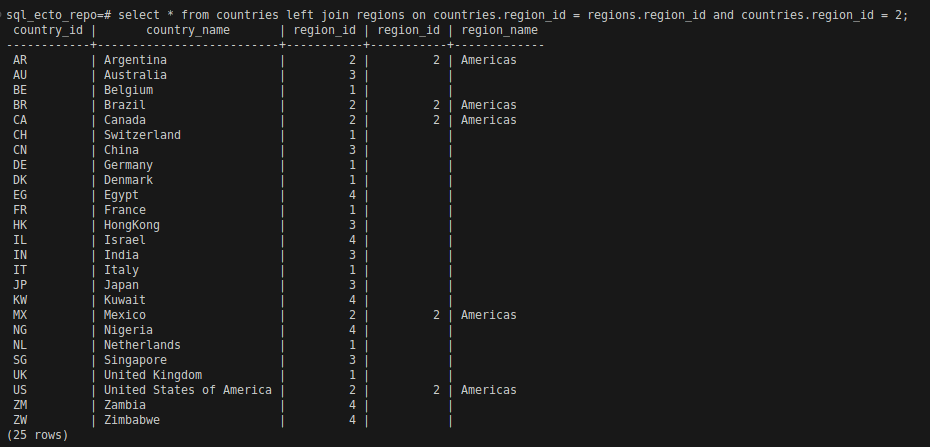 sql_ecto_repo=# select * from countries left join regions on countries.region_id = regions.region_id and countries.region_id = 2;
 country_id |       country_name       | region_id | region_id | region_name
------------+--------------------------+-----------+-----------+-------------
 AR         | Argentina                |         2 |         2 | Americas
 AU         | Australia                |         3 |           |
 BE         | Belgium                  |         1 |           |
 BR         | Brazil                   |         2 |         2 | Americas
 CA         | Canada                   |         2 |         2 | Americas
 CH         | Switzerland              |         1 |           |
 CN         | China                    |         3 |           |
 DE         | Germany                  |         1 |           |
 DK         | Denmark                  |         1 |           |
 EG         | Egypt                    |         4 |           |
 FR         | France                   |         1 |           |
 HK         | HongKong                 |         3 |           |
 IL         | Israel                   |         4 |           |
 IN         | India                    |         3 |           |
 IT         | Italy                    |         1 |           |
 JP         | Japan                    |         3 |           |
 KW         | Kuwait                   |         4 |           |
 MX         | Mexico                   |         2 |         2 | Americas
 NG         | Nigeria                  |         4 |           |
 NL         | Netherlands              |         1 |           |
 SG         | Singapore                |         3 |           |
 UK         | United Kingdom           |         1 |           |
 US         | United States of America |         2 |         2 | Americas
 ZM         | Zambia                   |         4 |           |
 ZW         | Zimbabwe                 |         4 |           |
(25 rows)